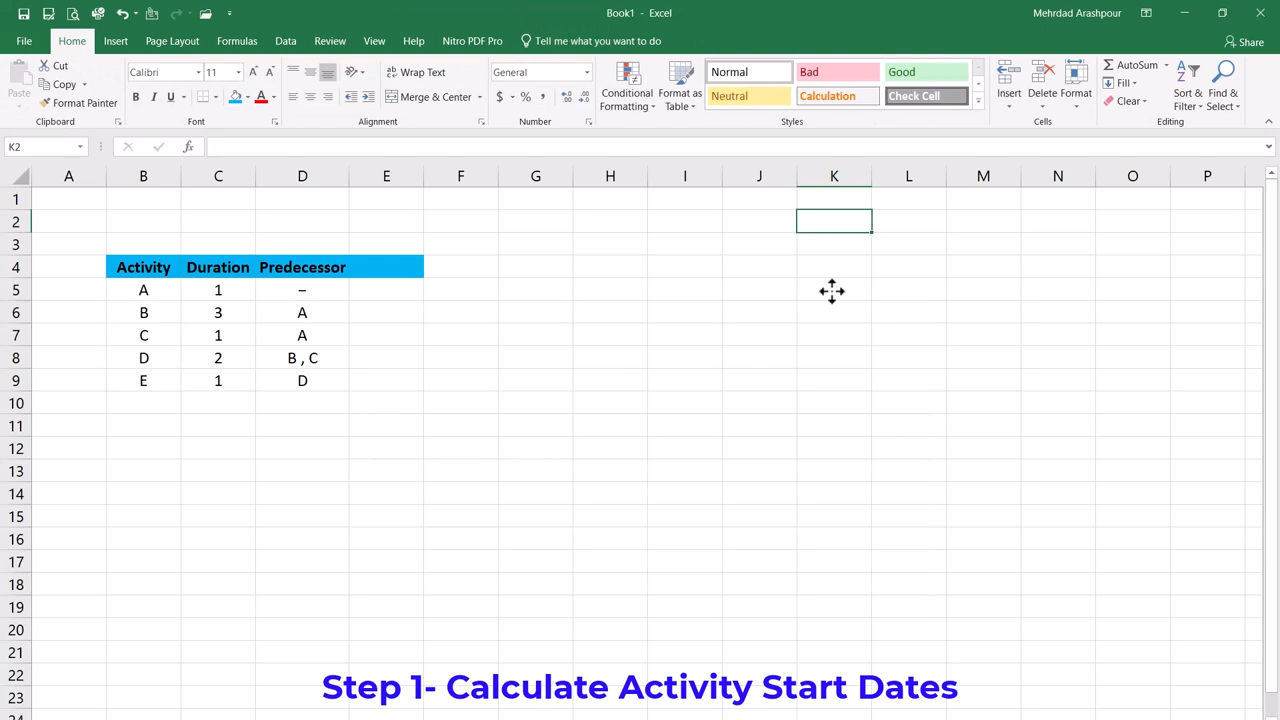 Book1 - Excel
Mehrdad Arashpour
File Home Insert Page Layout Formulas Data Review View Help Nitro PDF Pro Tell me what you want to do Share
Paste
Cut
Copy
Format Painter
Clipboard
Calibri 11
B I U A
Font
Wrap Text
Merge & Center
Alignment
General
$ % ,
Number
Conditional Formatting
Format as Table
Normal Bad Good
Neutral Calculation Check Cell
Styles
Insert Delete Format
Cells
AutoSum
Fill
Clear
Sort & Filter
Find & Select
Editing
K2 fx
A B C D E F G H I J K L M N O P
1
2
3
4 Activity Duration Predecessor
5 A 1 –
6 B 3 A
7 C 1 A
8 D 2 B , C
9 E 1 D
10
11
12
13
14
15
16
17
18
19
20
21
22
23
24
Step 1- Calculate Activity Start Dates